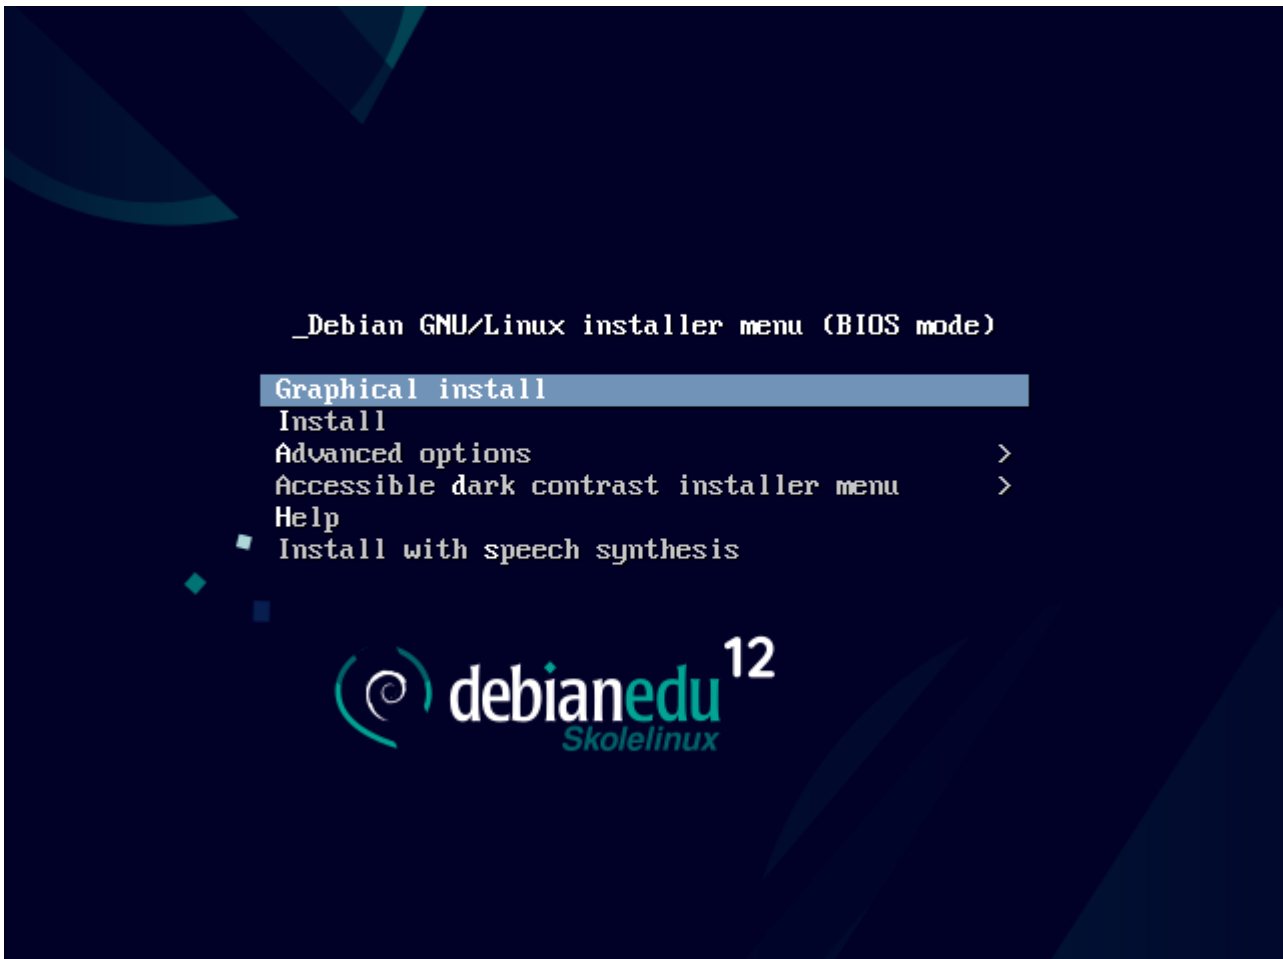 _Debian GNU/Linux installer menu (BIOS mode)
Graphical install
Install
Advanced options >
Accessible dark contrast installer menu >
Help
Install with speech synthesis
debianedu 12
Skolelinux